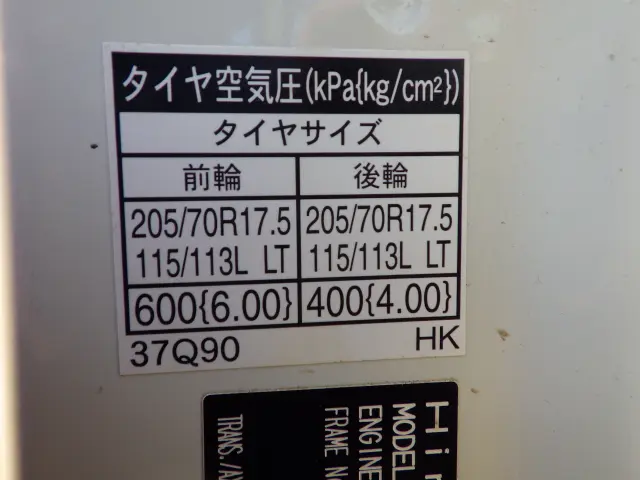 タイヤ空気圧(kPa{kg/cm²})
タイヤサイズ
前輪 後輪
205/70R17.5 205/70R17.5
115/113L LT 115/113L LT
600{6.00} 400{4.00}
37Q90 HK
MODEL
ENGINE
FRAME NO
TRANS./A